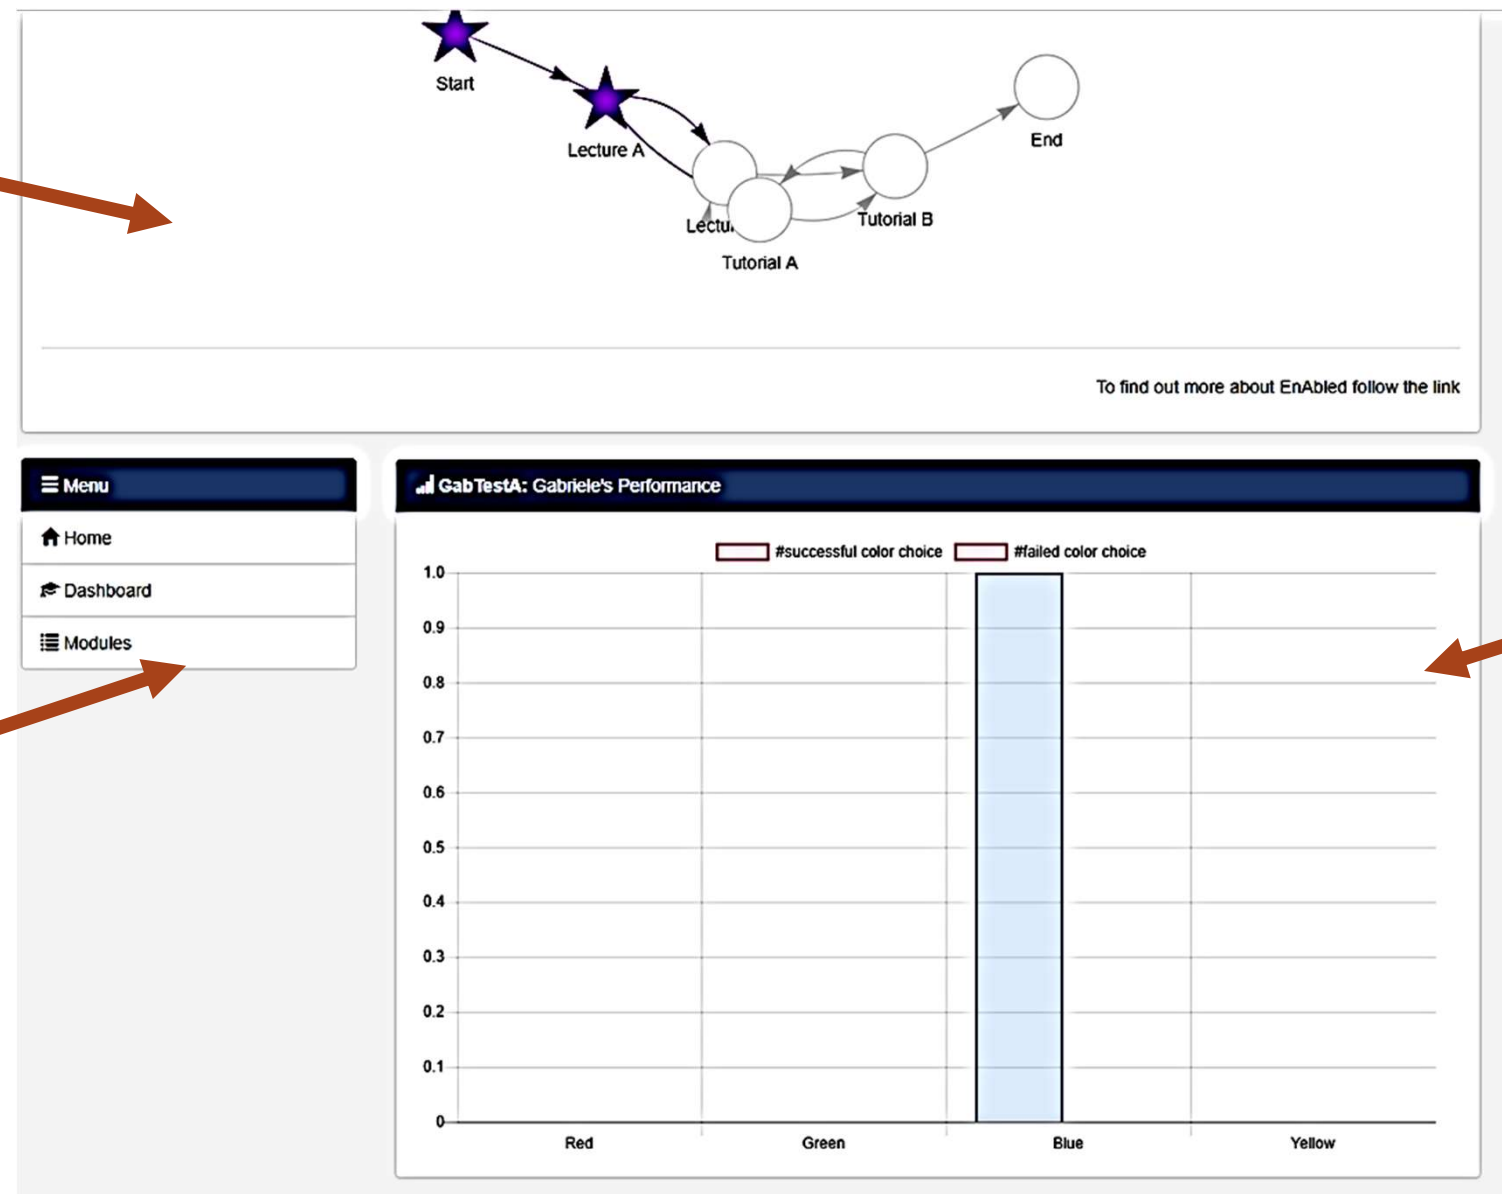 Start
Lecture A
Tutorial A
Tutorial B
End
To find out more about EnAbled follow the link
Menu
Home
Dashboard
Modules
GabTestA: Gabriele's Performance
#successful color choice #failed color choice
1.0
0.9
0.8
0.7
0.6
0.5
0.4
0.3
0.2
0.1
0
Red Green Blue Yellow